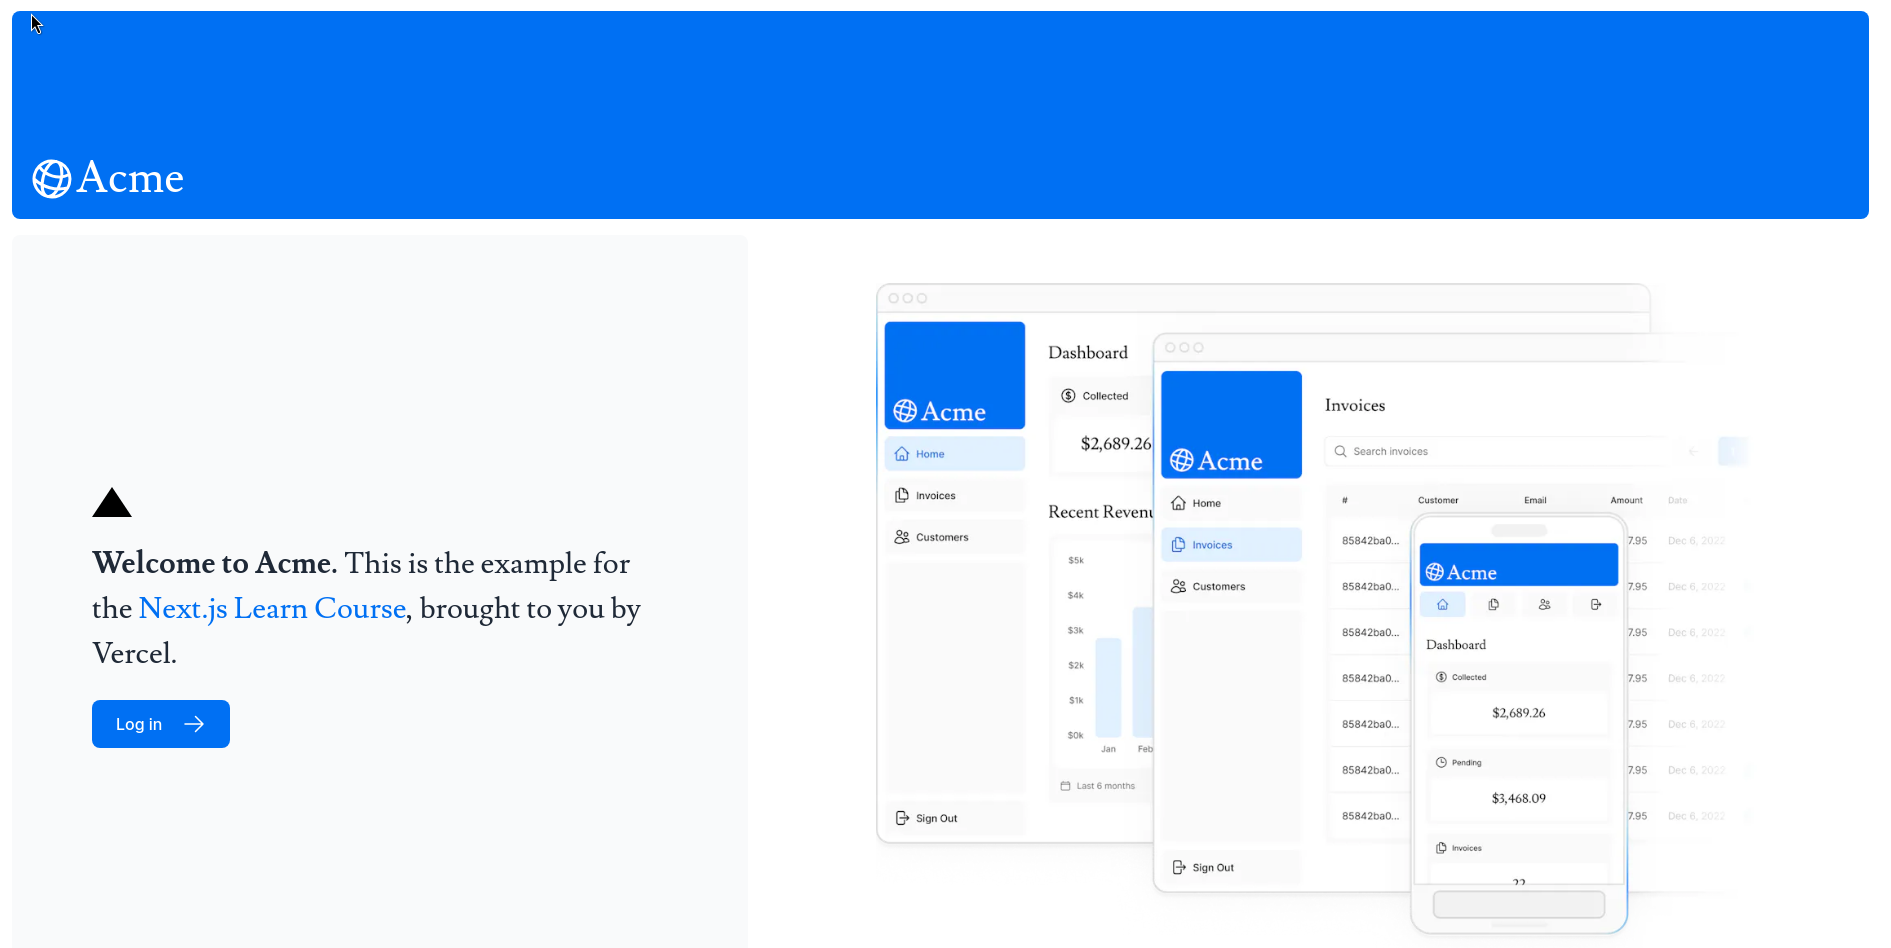 Acme
Welcome to Acme. This is the example for
the Next.js Learn Course, brought to you by
Vercel.
Log in
Acme
Home
Invoices
Customers
Sign Out
Dashboard
Collected
$2,689.26
Recent Revenu
$5k
$4k
$3k
$2k
$1k
$0k
Jan Feb
Last 6 months
Acme
Home
Invoices
Customers
Sign Out
Invoices
Search invoices
# Customer Email Amount Date
85842ba0... 7.95 Dec 6, 2022
85842ba0... 7.95 Dec 6, 2022
85842ba0... 7.95 Dec 6, 2022
85842ba0... 7.95 Dec 6, 2022
85842ba0... 7.95 Dec 6, 2022
85842ba0... 7.95 Dec 6, 2022
85842ba0... 7.95 Dec 6, 2022
Acme
Dashboard
Collected
$2,689.26
Pending
$3,468.09
Invoices
22